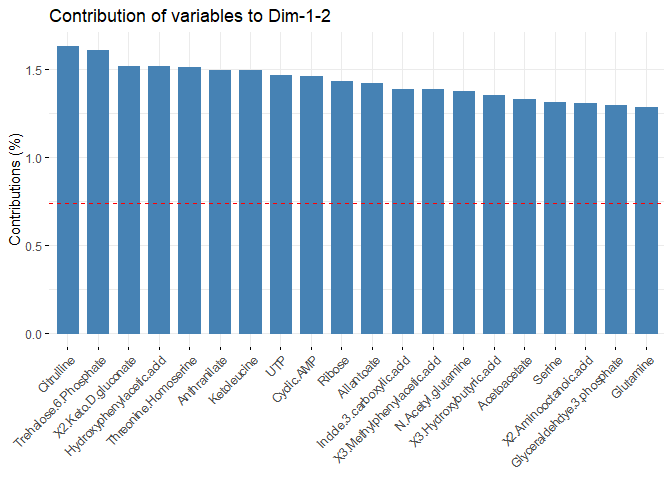 Contribution of variables to Dim-1-2
Contributions (%)
1.5
1.0
0.5
0.0
Citrulline
Trehalose.6.Phosphate
X2.Keto.D.gluconate
Hydroxyphenylacetic.acid
Threonine.Homoserine
Anthranilate
Ketoleucine
UTP
Cyclic.AMP
Ribose
Allantoate
Indole.3.carboxylic.acid
X3.Methylphenylacetic.acid
N.Acetyl.glutamine
X3.Hydroxybutyric.acid
Acetoacetate
Serine
X2.Aminooctanoic.acid
Glyceraldehdye.3.phosphate
Glutamine